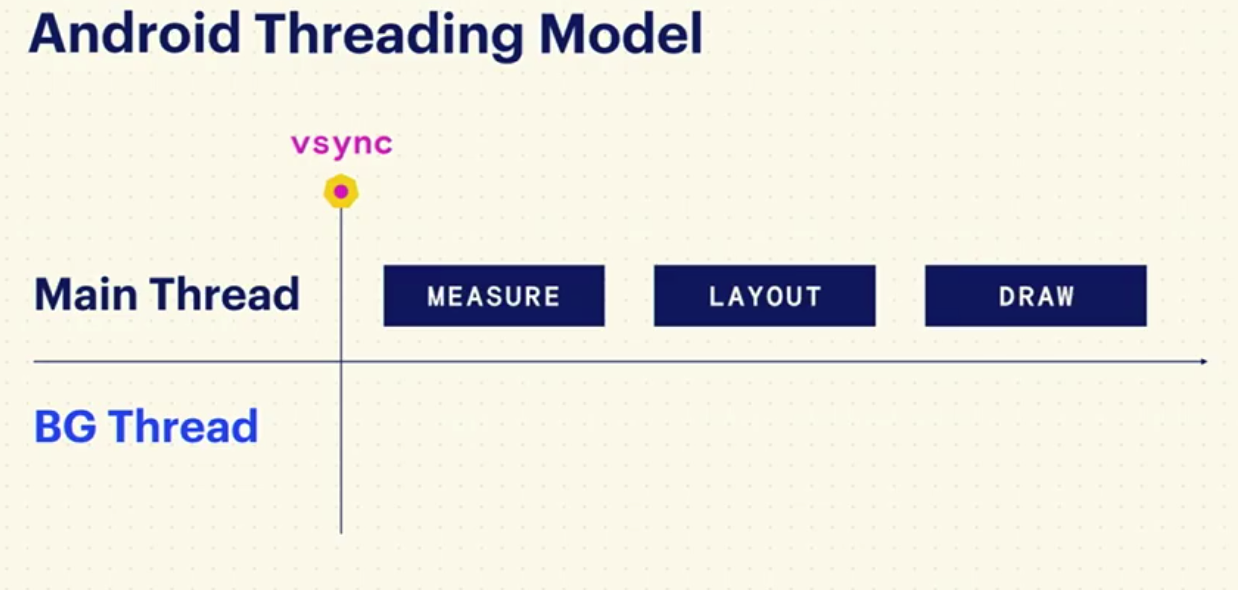 Android Threading Model
vsync
Main Thread
MEASURE
LAYOUT
DRAW
BG Thread